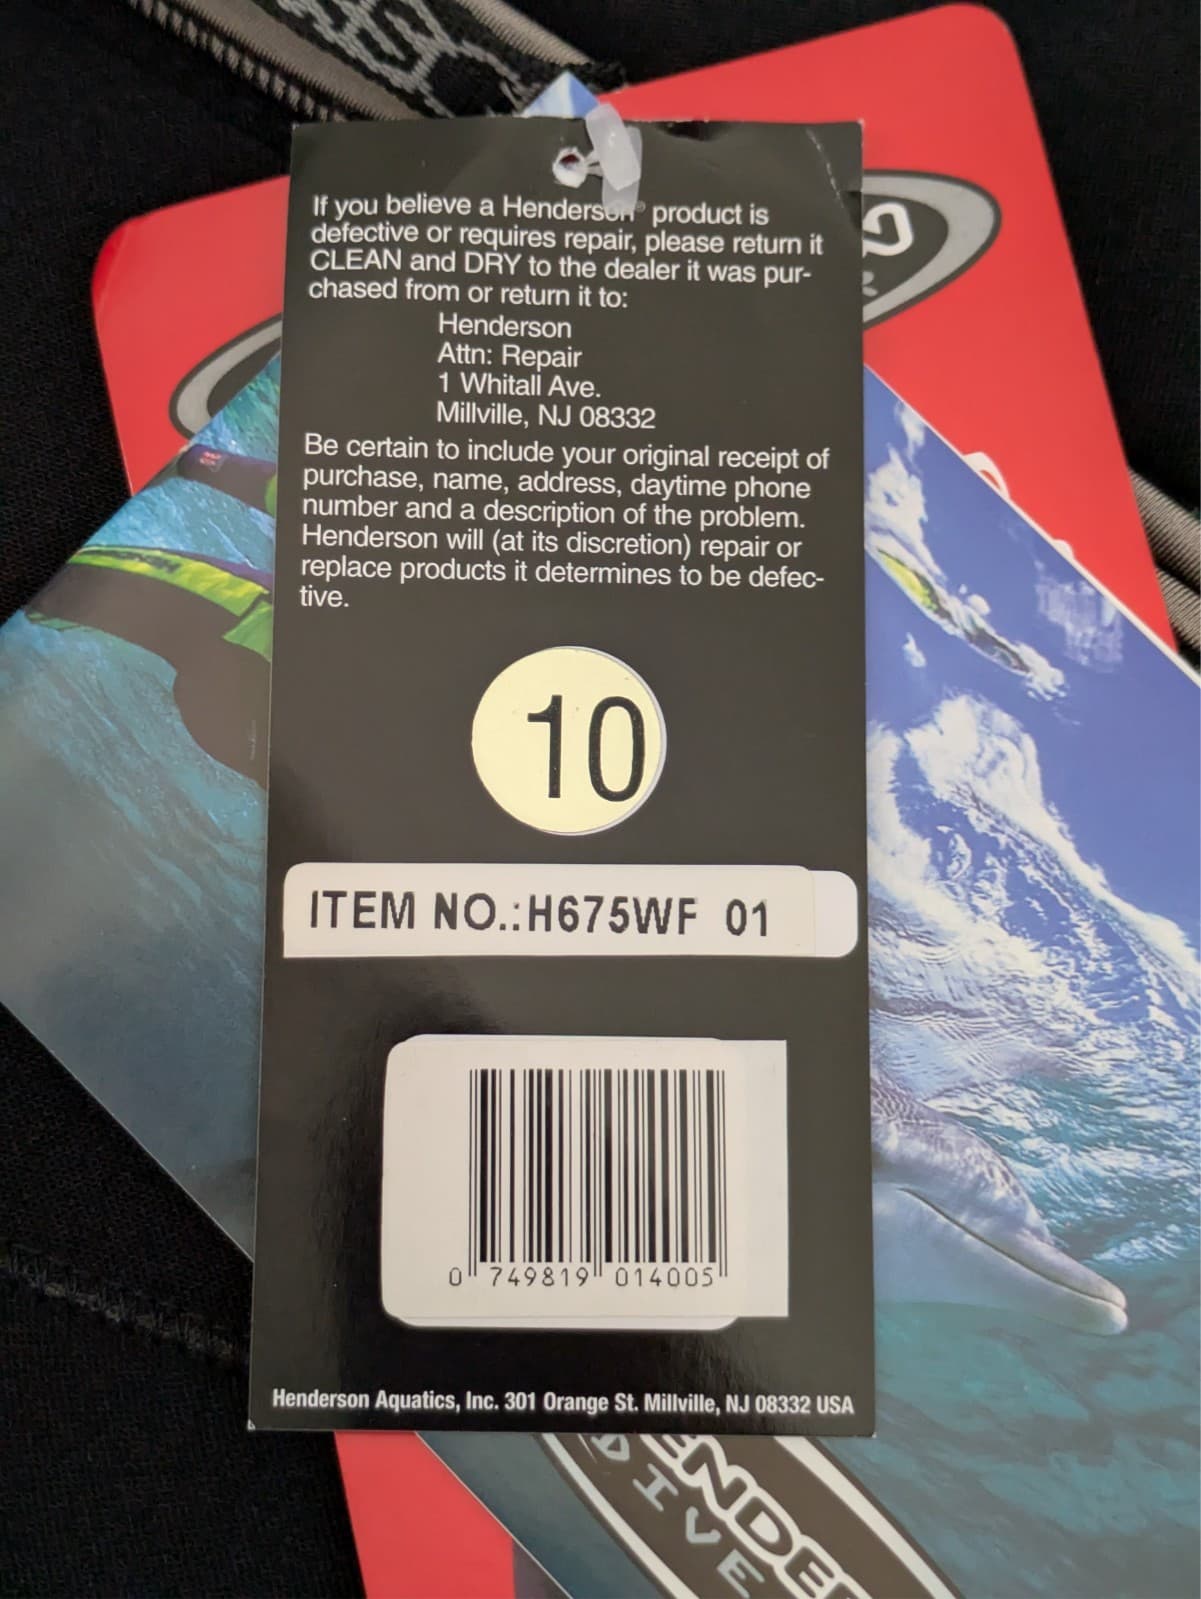 If you believe a Henderson® product is
defective or requires repair, please return it
CLEAN and DRY to the dealer it was pur-
chased from or return it to:
Henderson
Attn: Repair
1 Whitall Ave.
Millville, NJ 08332
Be certain to include your original receipt of
purchase, name, address, daytime phone
number and a description of the problem.
Henderson will (at its discretion) repair or
replace products it determines to be defec-
tive.
10
ITEM NO.:H675WF 01
0 749819 014005
Henderson Aquatics, Inc. 301 Orange St. Millville, NJ 08332 USA
DIVE